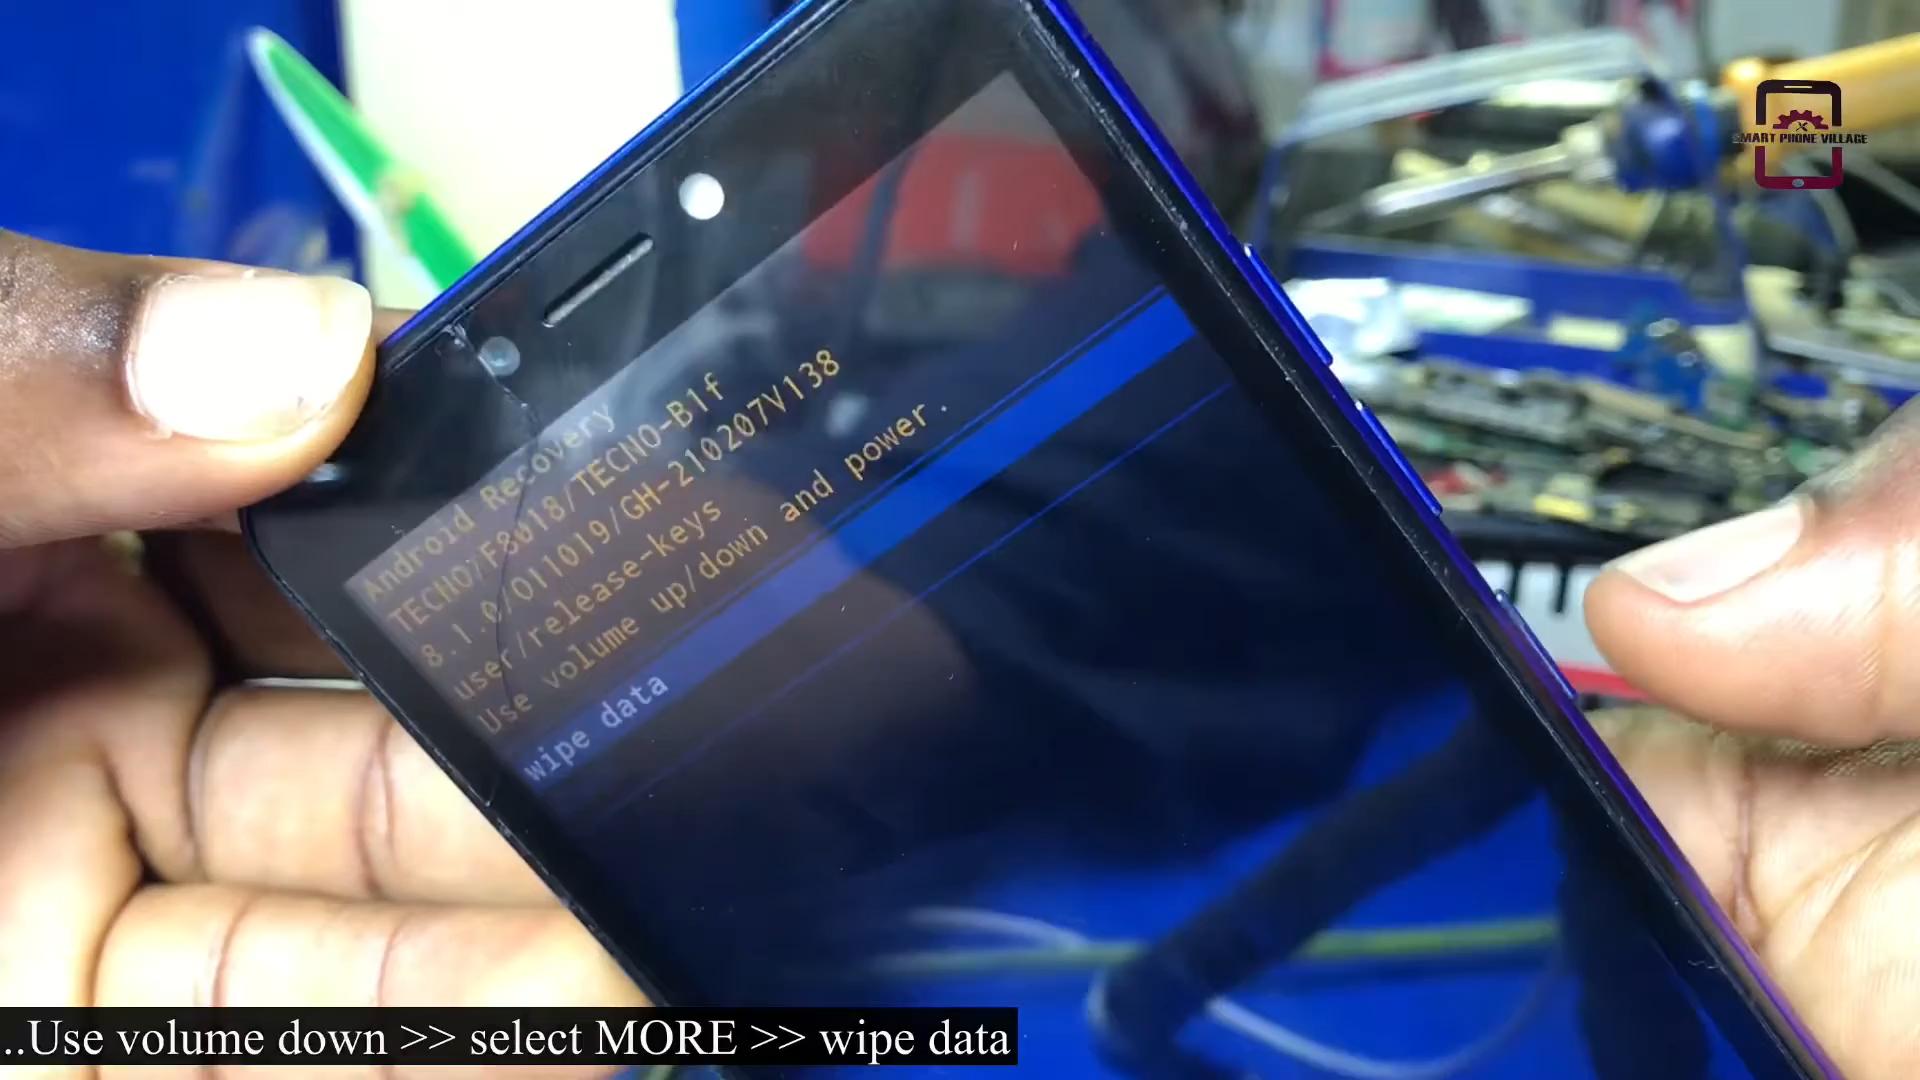 SMART PHONE VILLAGE
Android Recovery
TECNO/F8018/TECNO-B1f
8.1.0/O11019/GH-210207V138
user/release-keys
Use volume up/down and power.
wipe data
..Use volume down >> select MORE >> wipe data